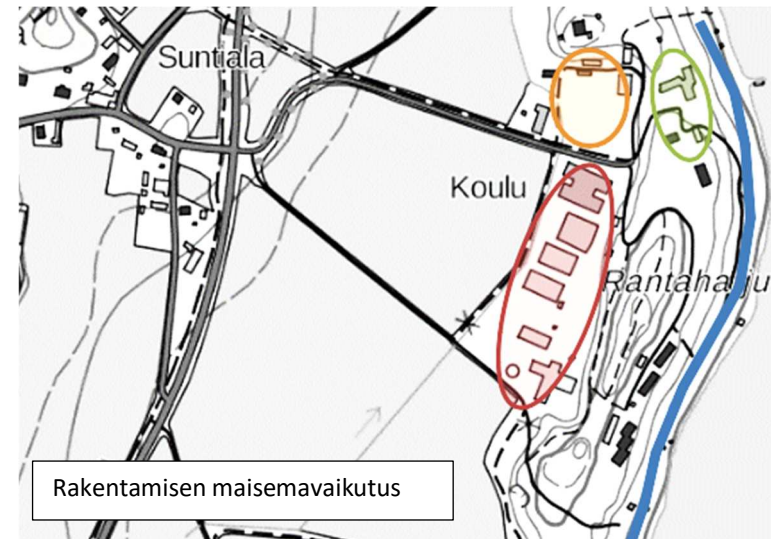 a
Suntiala
Koulu
Rantaharju
Rakentamisen maisemavaikutus